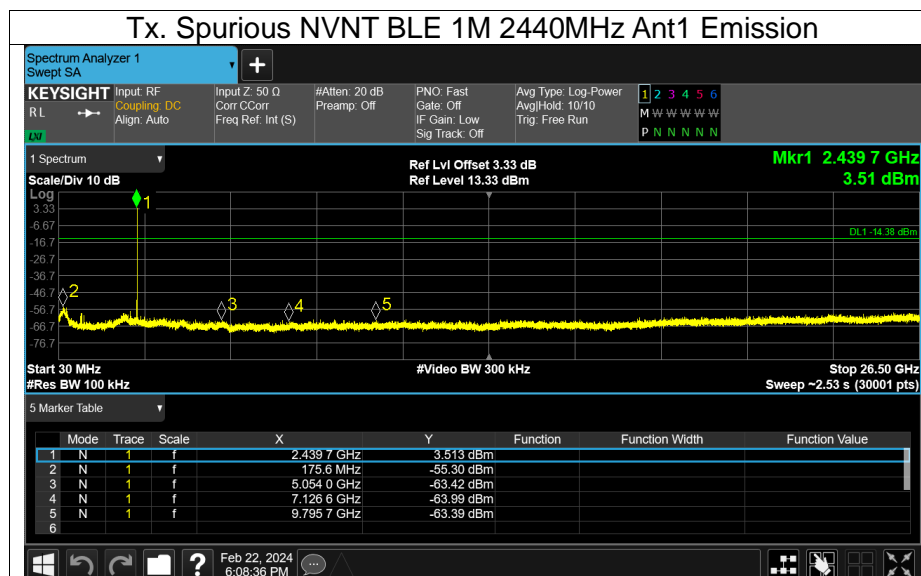 Tx. Spurious NVNT BLE 1M 2440MHz Ant1 Emission
Spectrum Analyzer 1
Swept SA
+
KEYSIGHT Input: RF Input Z: 50 Ω #Atten: 20 dB PNO: Fast Avg Type: Log-Power 1 2 3 4 5 6
RL Coupling: DC Corr CCorr Preamp: Off Gate: Off Avg|Hold: 10/10 M W W W W W
Align: Auto Freq Ref: Int (S) IF Gain: Low Trig: Free Run
LXI Sig Track: Off P N N N N N
1 Spectrum Ref Lvl Offset 3.33 dB Mkr1 2.439 7 GHz
Scale/Div 10 dB Ref Level 13.33 dBm 3.51 dBm
Log
1
3.33
-6.67
DL1 -14.38 dBm
-16.7
-26.7
-36.7
-46.7
2
3 4 5
-56.7
-66.7
-76.7
Start 30 MHz #Video BW 300 kHz Stop 26.50 GHz
#Res BW 100 kHz Sweep ~2.53 s (30001 pts)
5 Marker Table
Mode Trace Scale X Y Function Function Width Function Value
1 N 1 f 2.439 7 GHz 3.513 dBm
2 N 1 f 175.6 MHz -55.30 dBm
3 N 1 f 5.054 0 GHz -63.42 dBm
4 N 1 f 7.126 6 GHz -63.99 dBm
5 N 1 f 9.795 7 GHz -63.39 dBm
6
? Feb 22, 2024
6:08:36 PM